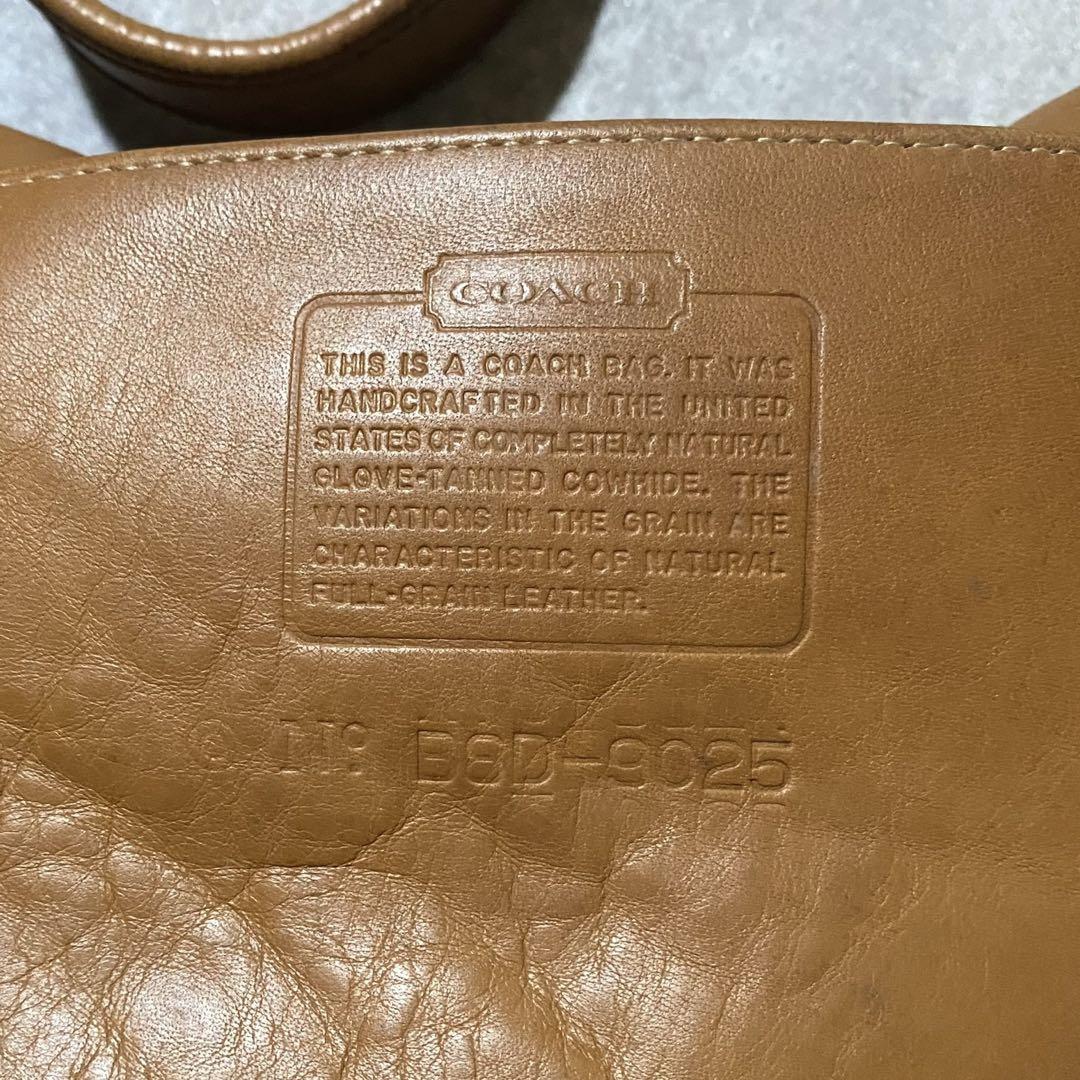 COACH
THIS IS A COACH BAG. IT WAS
HANDCRAFTED IN THE UNITED
STATES OF COMPLETELY NATURAL
GLOVE-TANNED COWHIDE. THE
VARIATIONS IN THE GRAIN ARE
CHARACTERISTIC OF NATURAL
FULL-GRAIN LEATHER.
No B8D-9025